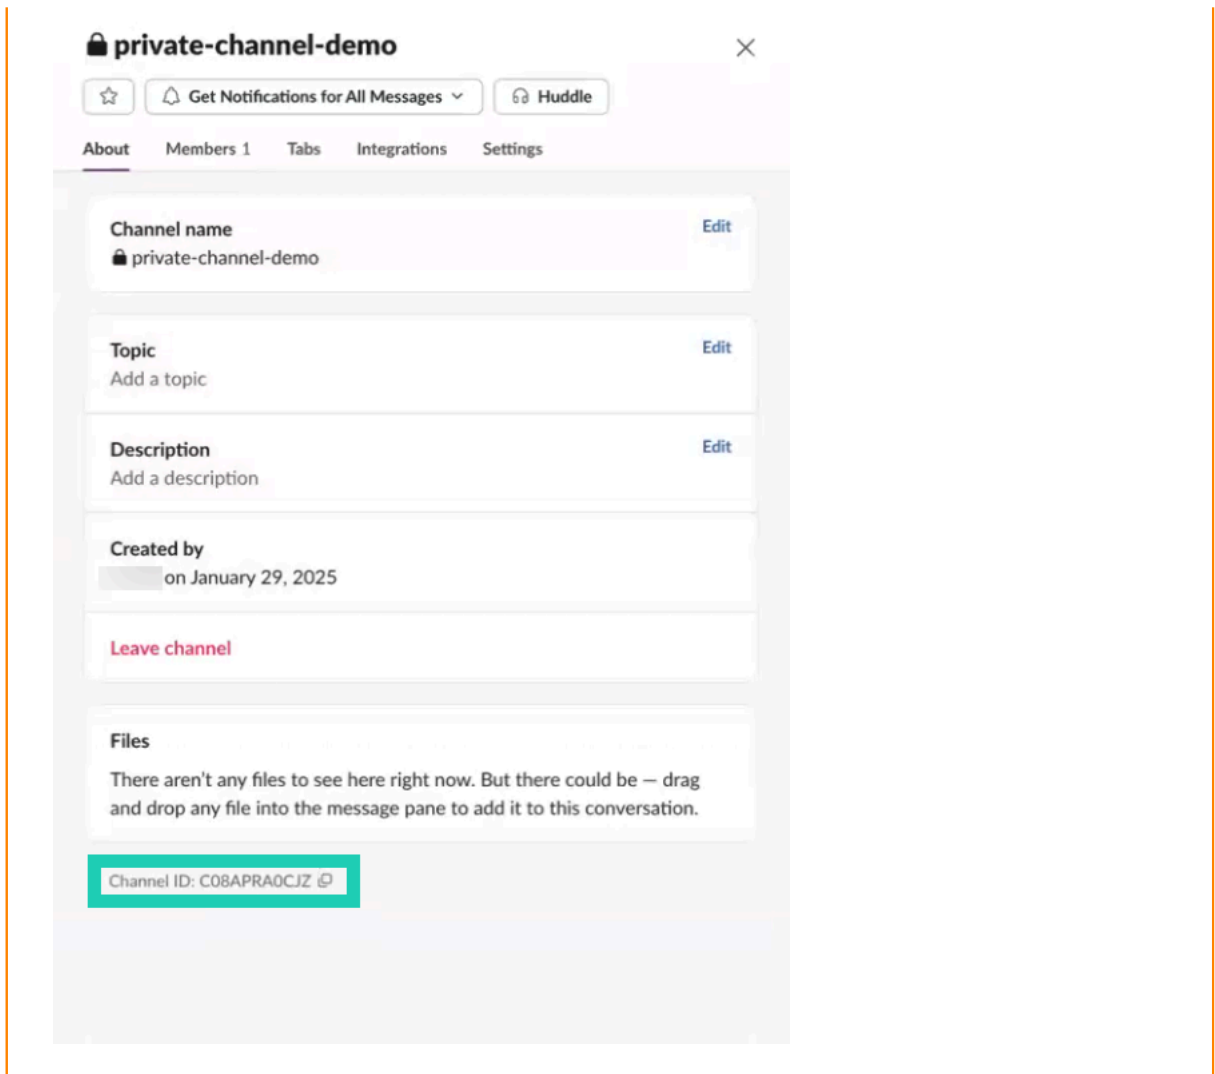 private-channel-demo
Get Notifications for All Messages
Huddle
About Members 1 Tabs Integrations Settings
Channel name Edit
private-channel-demo
Topic Edit
Add a topic
Description Edit
Add a description
Created by
on January 29, 2025
Leave channel
Files
There aren't any files to see here right now. But there could be — drag
and drop any file into the message pane to add it to this conversation.
Channel ID: C08APRA0CJZ